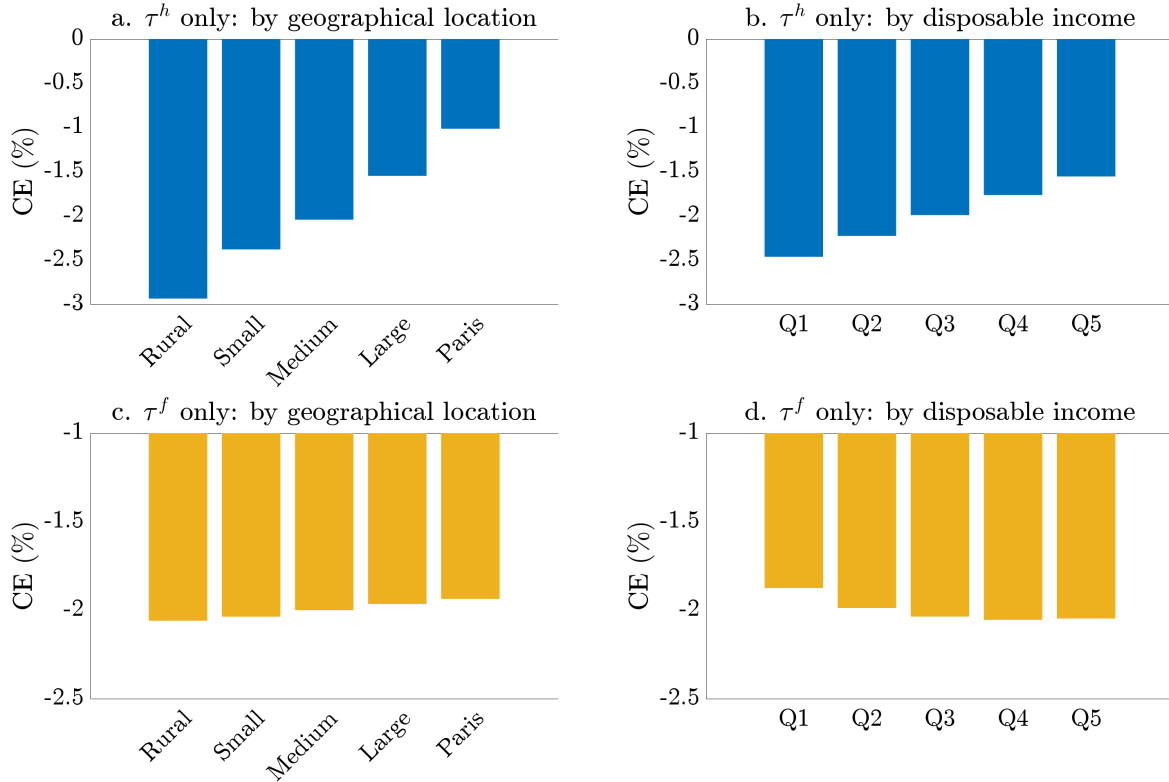 a. τ^h only: by geographical location
CE (%)
0
-0.5
-1
-1.5
-2
-2.5
-3
Rural
Small
Medium
Large
Paris
b. τ^h only: by disposable income
CE (%)
0
-0.5
-1
-1.5
-2
-2.5
-3
Q1
Q2
Q3
Q4
Q5
c. τ^f only: by geographical location
CE (%)
-1
-1.5
-2
-2.5
Rural
Small
Medium
Large
Paris
d. τ^f only: by disposable income
CE (%)
-1
-1.5
-2
-2.5
Q1
Q2
Q3
Q4
Q5